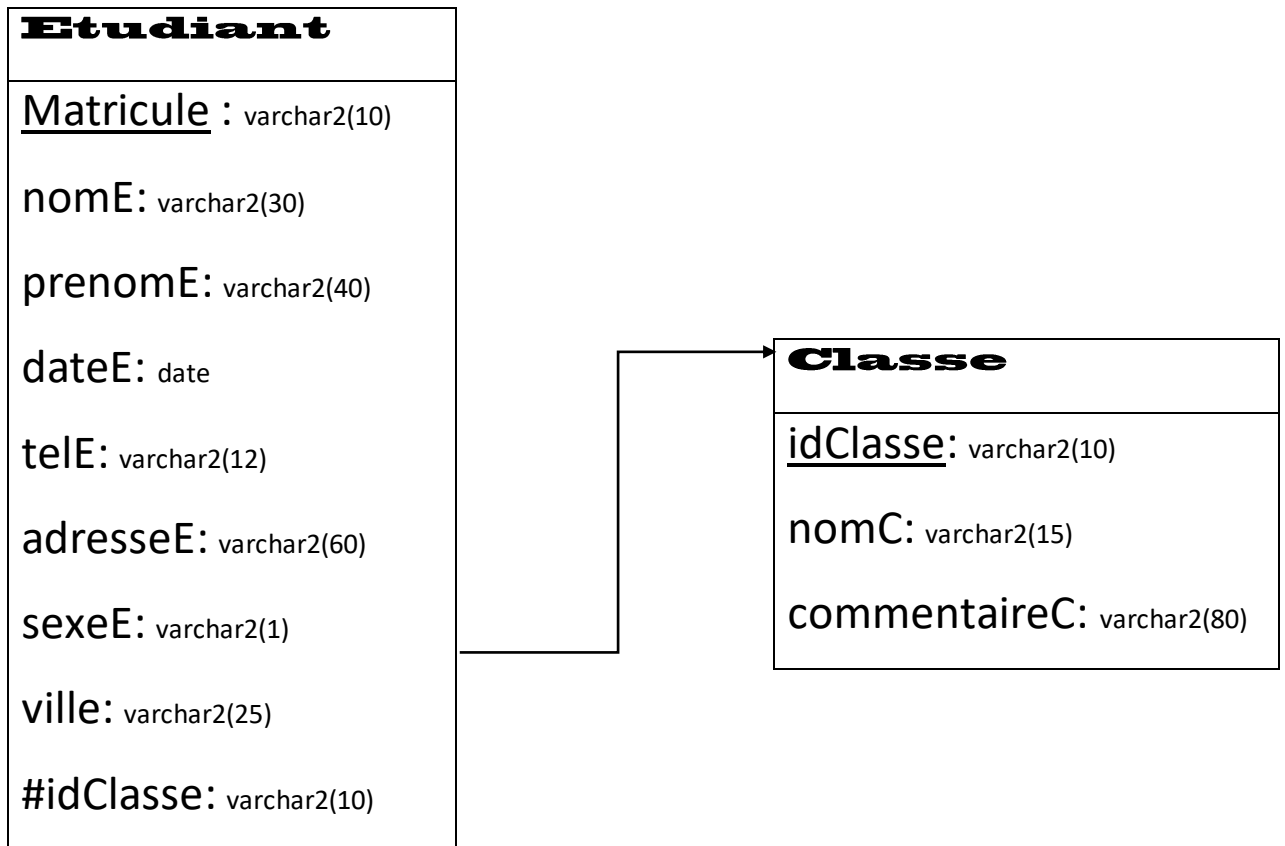 Etudiant
Matricule : varchar2(10)
nomE: varchar2(30)
prenomE: varchar2(40)
dateE: date
telE: varchar2(12)
adresseE: varchar2(60)
sexeE: varchar2(1)
ville: varchar2(25)
#idClasse: varchar2(10)
Classe
idClasse: varchar2(10)
nomC: varchar2(15)
commentaireC: varchar2(80)